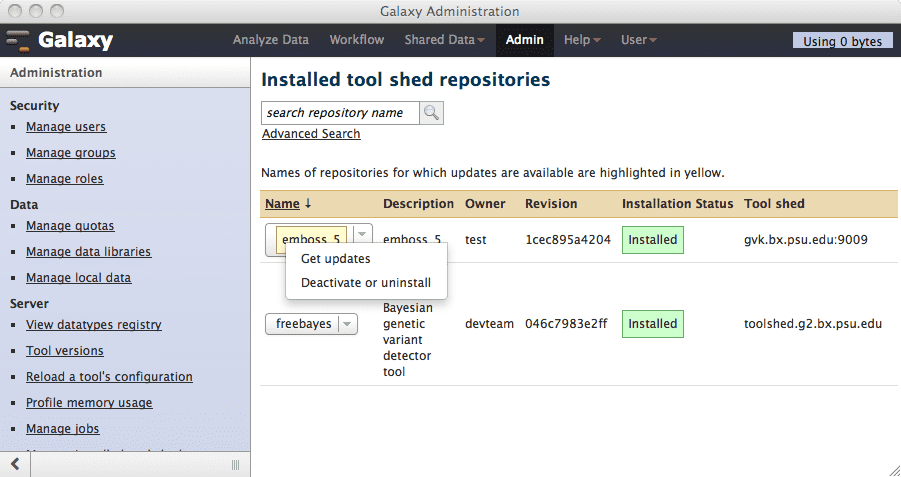 Galaxy Administration
Galaxy
Analyze Data
Workflow
Shared Data
Admin
Help
User
Using 0 bytes
Administration
Security
Manage users
Manage groups
Manage roles
Data
Manage quotas
Manage data libraries
Manage local data
Server
View datatypes registry
Tool versions
Reload a tool's configuration
Profile memory usage
Manage jobs
Installed tool shed repositories
search repository name
Advanced Search
Names of repositories for which updates are available are highlighted in yellow.
Name ↓ Description Owner Revision Installation Status Tool shed
emboss_5 emboss_5 test 1cec895a4204 Installed gvk.bx.psu.edu:9009
Get updates
Deactivate or uninstall
freebayes
Bayesian
genetic
variant
detector
tool
devteam 046c7983e2ff Installed toolshed.g2.bx.psu.edu